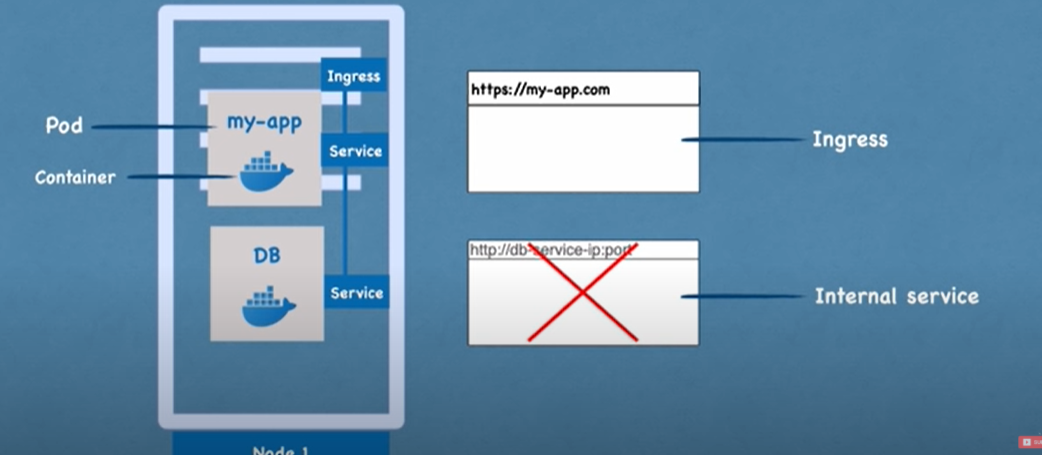 Ingress
https://my-app.com
Pod
my-app
Service
Ingress
Container
http://db-service-ip:port
DB
Service
Internal service
Node 1